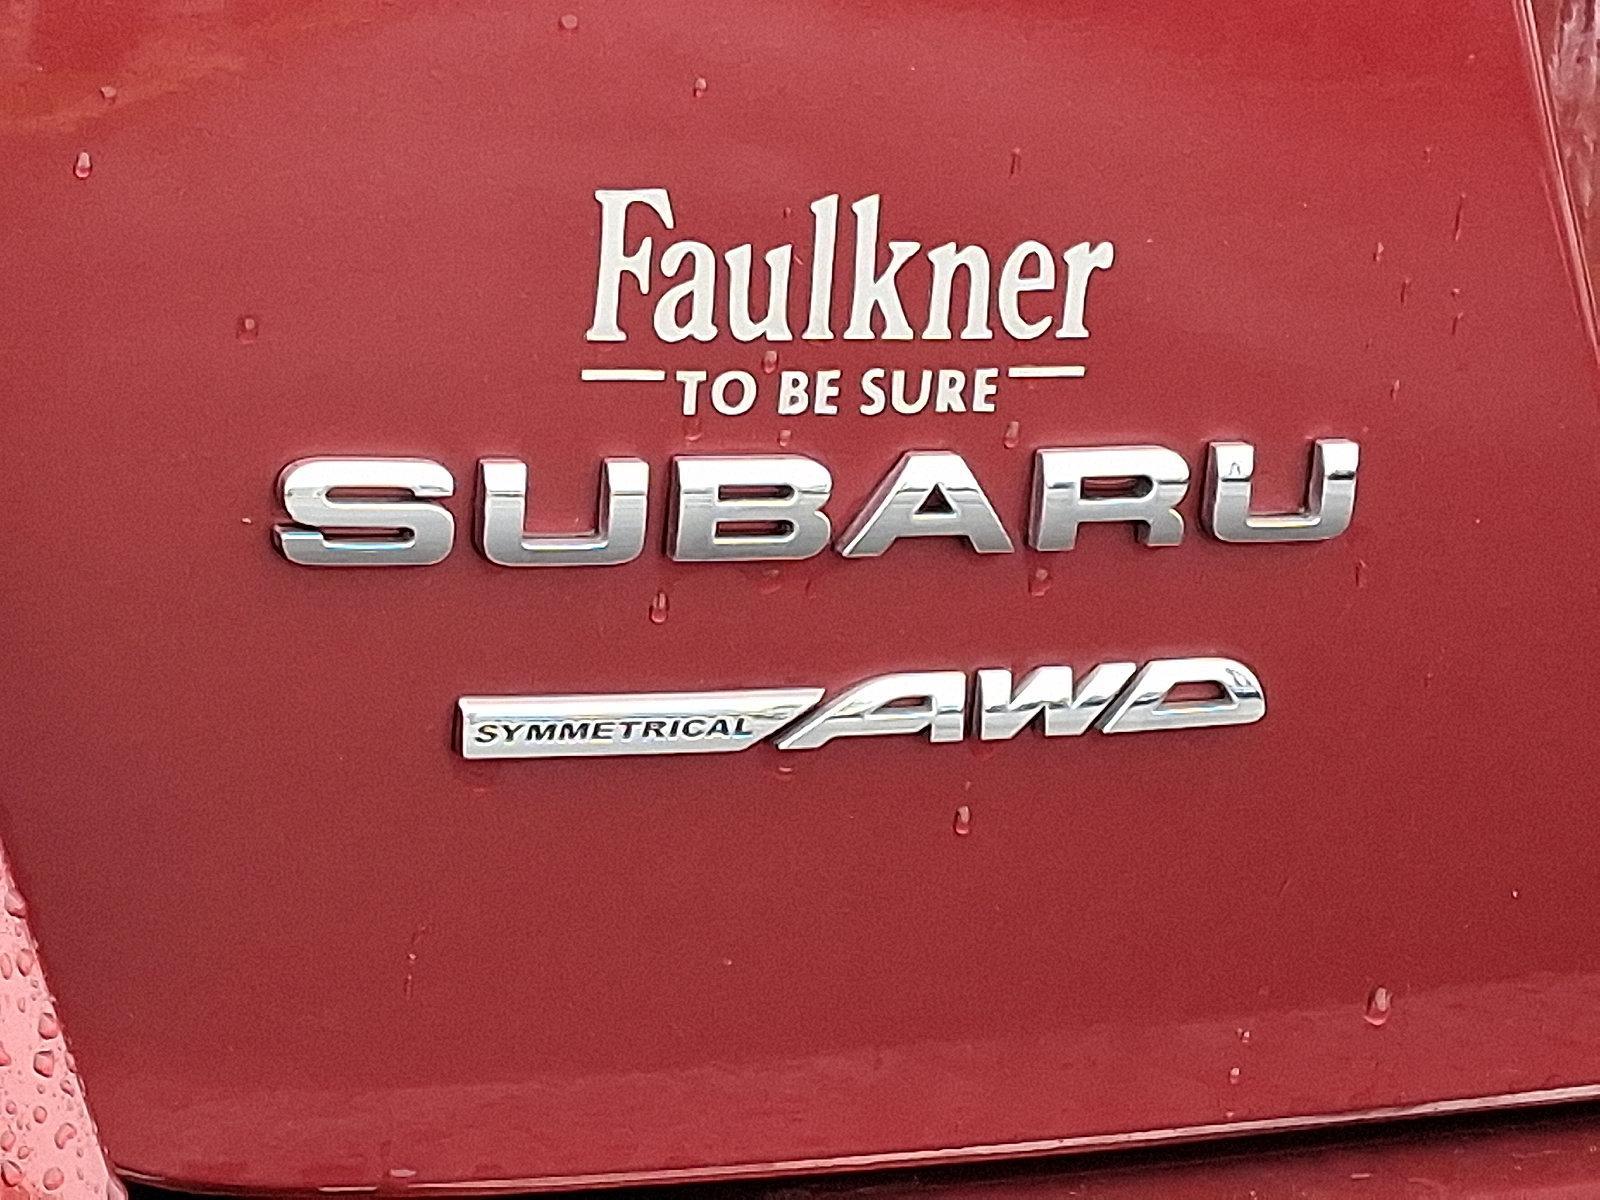 Faulkner
TO BE SURE
SUBARU
SYMMETRICAL AWD